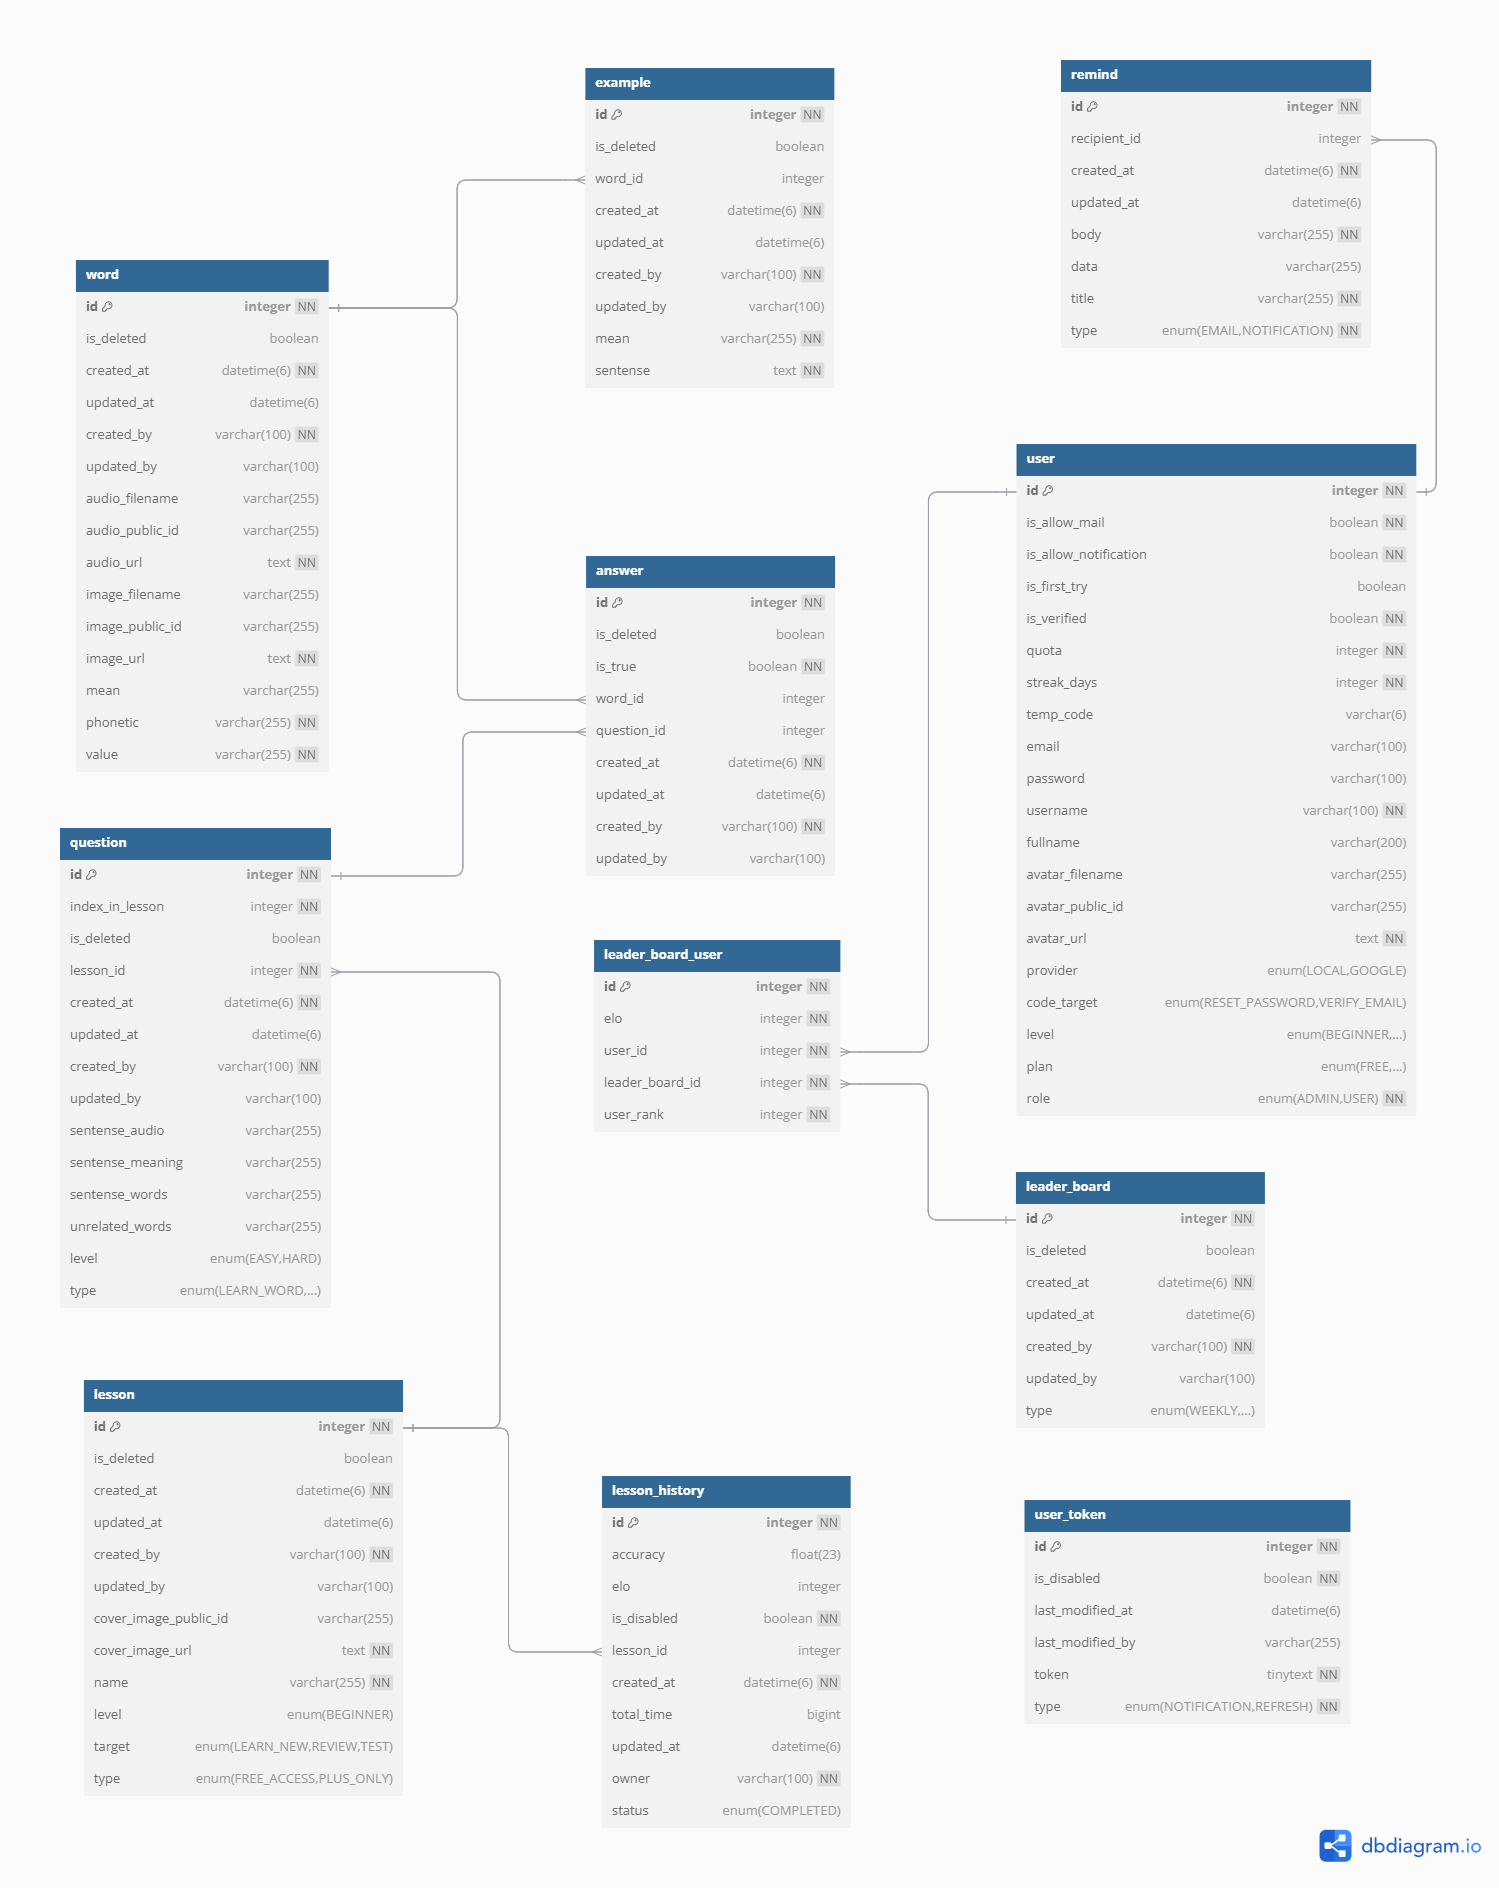 example
id integer NN
is_deleted boolean
word_id integer
created_at datetime(6) NN
updated_at datetime(6)
created_by varchar(100) NN
updated_by varchar(100)
mean varchar(255) NN
sentense text NN
remind
id integer NN
recipient_id integer
created_at datetime(6) NN
updated_at datetime(6)
body varchar(255) NN
data varchar(255)
title varchar(255) NN
type enum(EMAIL,NOTIFICATION) NN
word
id integer NN
is_deleted boolean
created_at datetime(6) NN
updated_at datetime(6)
created_by varchar(100) NN
updated_by varchar(100)
audio_filename varchar(255)
audio_public_id varchar(255)
audio_url text NN
image_filename varchar(255)
image_public_id varchar(255)
image_url text NN
mean varchar(255)
phonetic varchar(255) NN
value varchar(255) NN
answer
id integer NN
is_deleted boolean
is_true boolean NN
word_id integer
question_id integer
created_at datetime(6) NN
updated_at datetime(6)
created_by varchar(100) NN
updated_by varchar(100)
user
id integer NN
is_allow_mail boolean NN
is_allow_notification boolean NN
is_first_try boolean
is_verified boolean NN
quota integer NN
streak_days integer NN
temp_code varchar(6)
email varchar(100)
password varchar(100)
username varchar(100) NN
fullname varchar(200)
avatar_filename varchar(255)
avatar_public_id varchar(255)
avatar_url text NN
provider enum(LOCAL,GOOGLE)
code_target enum(RESET_PASSWORD,VERIFY_EMAIL)
level enum(BEGINNER,...)
plan enum(FREE,...)
role enum(ADMIN,USER) NN
question
id integer NN
index_in_lesson integer NN
is_deleted boolean
lesson_id integer NN
created_at datetime(6) NN
updated_at datetime(6)
created_by varchar(100) NN
updated_by varchar(100)
sentense_audio varchar(255)
sentense_meaning varchar(255)
sentense_words varchar(255)
unrelated_words varchar(255)
level enum(EASY,HARD)
type enum(LEARN_WORD,...)
leader_board_user
id integer NN
elo integer NN
user_id integer NN
leader_board_id integer NN
user_rank integer NN
leader_board
id integer NN
is_deleted boolean
created_at datetime(6) NN
updated_at datetime(6)
created_by varchar(100) NN
updated_by varchar(100)
type enum(WEEKLY,...)
lesson
id integer NN
is_deleted boolean
created_at datetime(6) NN
updated_at datetime(6)
created_by varchar(100) NN
updated_by varchar(100)
cover_image_public_id varchar(255)
cover_image_url text NN
name varchar(255) NN
level enum(BEGINNER)
target enum(LEARN_NEW,REVIEW,TEST)
type enum(FREE_ACCESS,PLUS_ONLY)
lesson_history
id integer NN
accuracy float(23)
elo integer
is_disabled boolean NN
lesson_id integer
created_at datetime(6) NN
total_time bigint
updated_at datetime(6)
owner varchar(100) NN
status enum(COMPLETED)
user_token
id integer NN
is_disabled boolean NN
last_modified_at datetime(6)
last_modified_by varchar(255)
token tinytext NN
type enum(NOTIFICATION,REFRESH) NN
dbdiagram.io